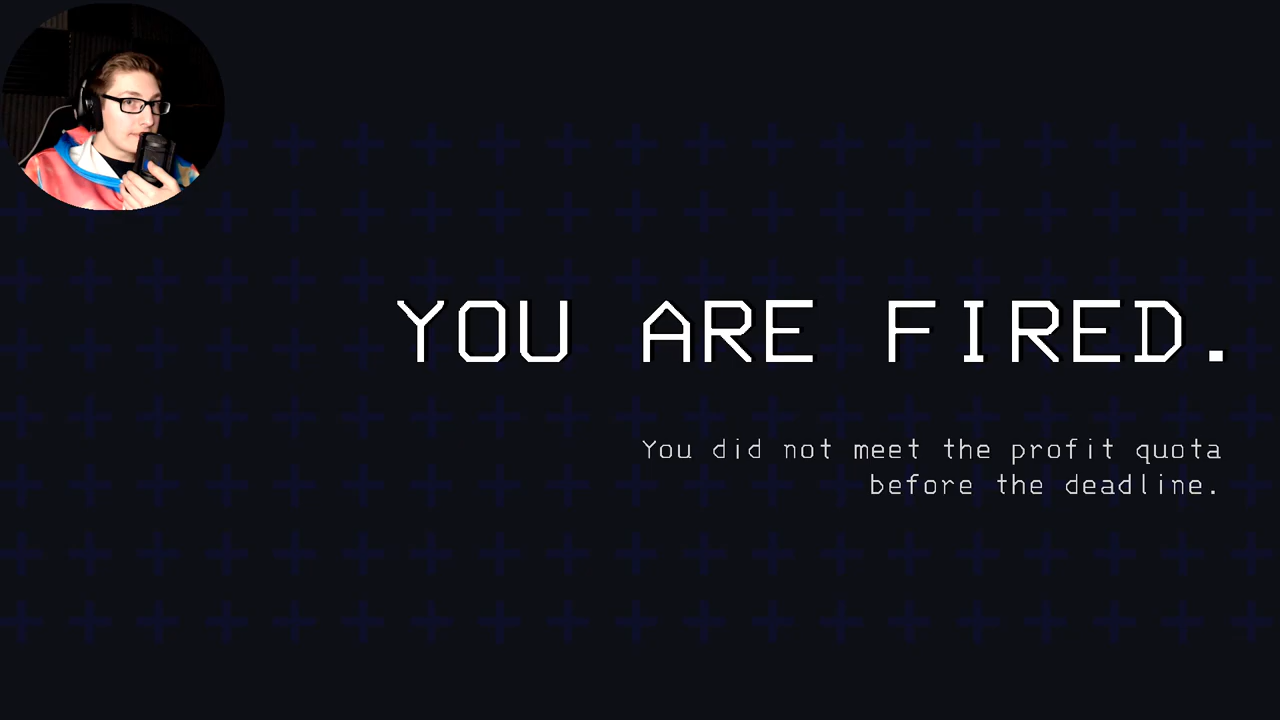 YOU ARE FIRED.
You did not meet the profit quota
before the deadline.